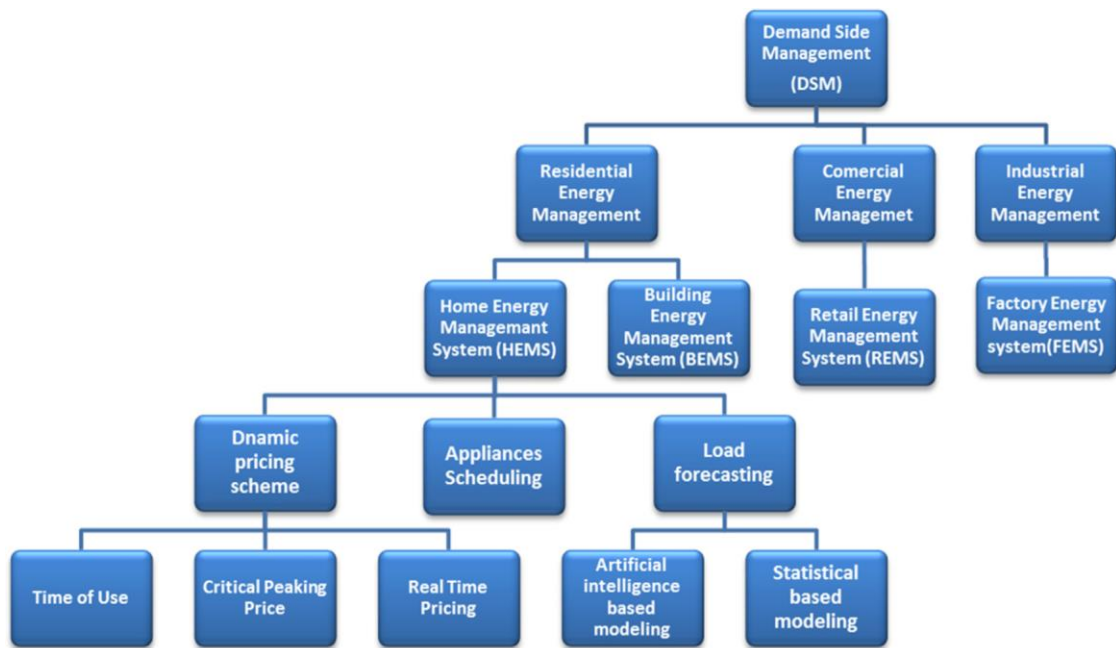 Demand Side
Management
(DSM)
Residential
Energy
Management
Comercial
Energy
Managemet
Industrial
Energy
Management
Home Energy
Managemant
System (HEMS)
Building
Energy
Management
System (BEMS)
Retail Energy
Management
System (REMS)
Factory Energy
Management
system(FEMS)
Dnamic
pricing
scheme
Appliances
Scheduling
Load
forecasting
Time of Use
Critical Peaking
Price
Real Time
Pricing
Artificial
intelligence
based
modeling
Statistical
based
modeling